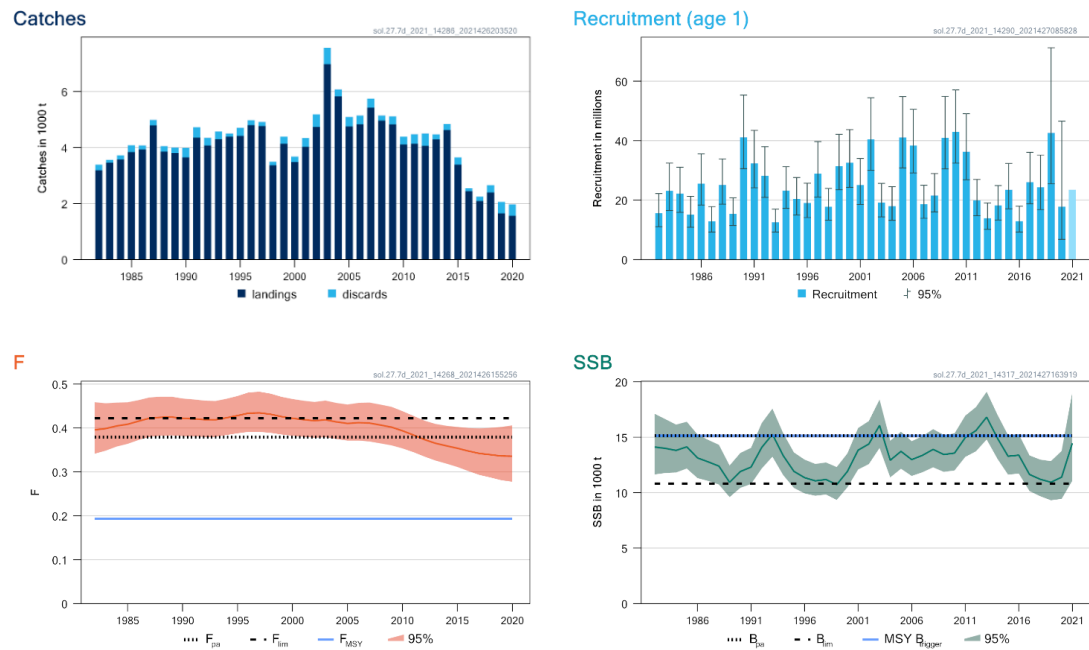 Catches
sol.27.7d_2021_14286_2021426203520
Catches in 1000 t
6
4
2
0
1985 1990 1995 2000 2005 2010 2015 2020
landings discards
Recruitment (age 1)
sol.27.7d_2021_14290_2021427085828
Recruitment in millions
60
40
20
0
1986 1991 1996 2001 2006 2011 2016 2021
Recruitment 95%
F
sol.27.7d_2021_14268_2021426155256
F
0.5
0.4
0.3
0.2
0.1
0
1985 1990 1995 2000 2005 2010 2015 2020
Fpa Flim FMSY 95%
SSB
sol.27.7d_2021_14317_2021427163919
SSB in 1000 t
20
15
10
5
0
1986 1991 1996 2001 2006 2011 2016 2021
Bpa Blim MSY Btrigger 95%